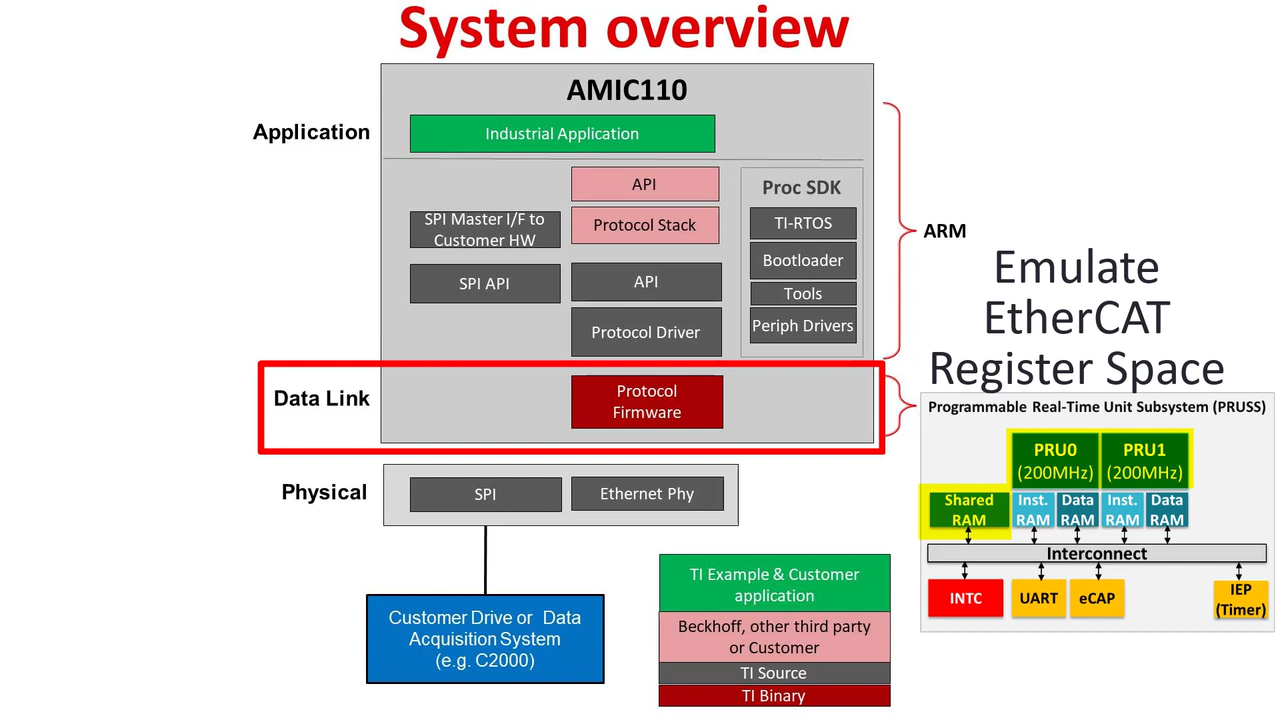 System overview
AMIC110
Application
Industrial Application
API
Protocol Stack
SPI Master I/F to
Customer HW
SPI API
API
Protocol Driver
Proc SDK
TI-RTOS
Bootloader
Tools
Periph Drivers
ARM
Emulate
EtherCAT
Register Space
Data Link
Protocol
Firmware
Programmable Real-Time Unit Subsystem (PRUSS)
PRU0
(200MHz)
PRU1
(200MHz)
Shared
RAM
Inst.
RAM
Data
RAM
Inst.
RAM
Data
RAM
Interconnect
INTC
UART
eCAP
IEP
(Timer)
Physical
SPI
Ethernet Phy
Customer Drive or Data
Acquisition System
(e.g. C2000)
TI Example & Customer
application
Beckhoff, other third party
or Customer
TI Source
TI Binary